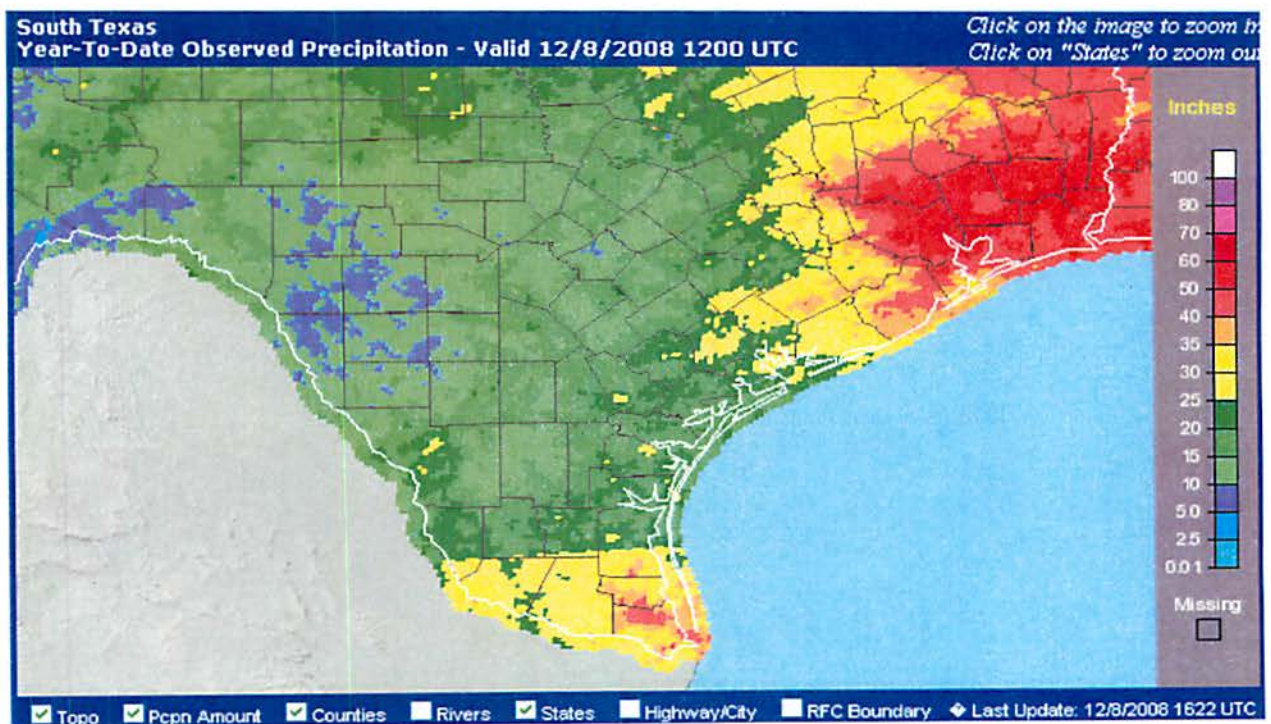 South Texas
Year-To-Date Observed Precipitation - Valid 12/8/2008 1200 UTC
Click on the image to zoom in
Click on "States" to zoom out
Inches
100
80
70
60
50
40
35
30
25
20
15
10
5.0
2.5
0.01
Missing
Topo Pcpn Amount Counties Rivers States Highway/City RFC Boundary Last Update: 12/8/2008 1622 UTC